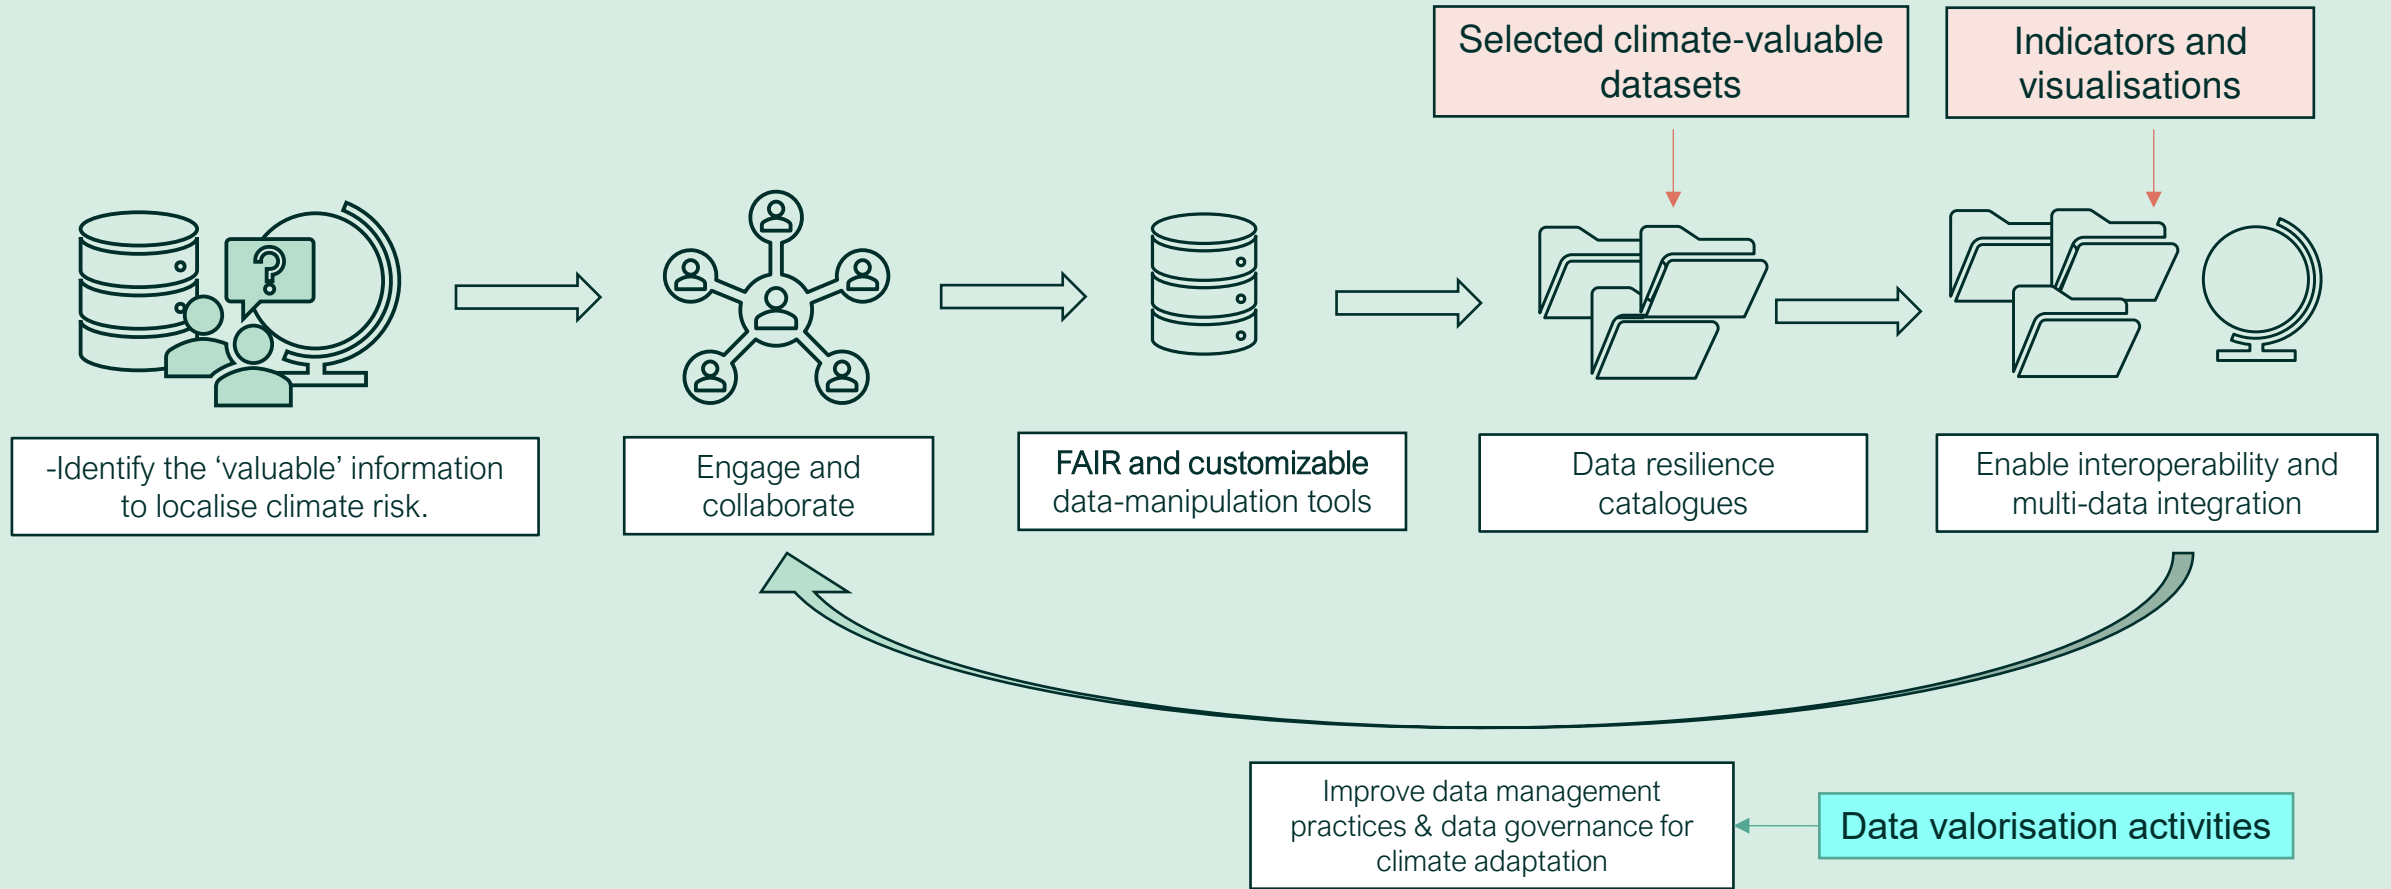 Selected climate-valuable
datasets
Indicators and
visualisations
?
-Identify the ‘valuable’ information
to localise climate risk.
Engage and
collaborate
FAIR and customizable
data-manipulation tools
Data resilience
catalogues
Enable interoperability and
multi-data integration
Improve data management
practices & data governance for
climate adaptation
Data valorisation activities